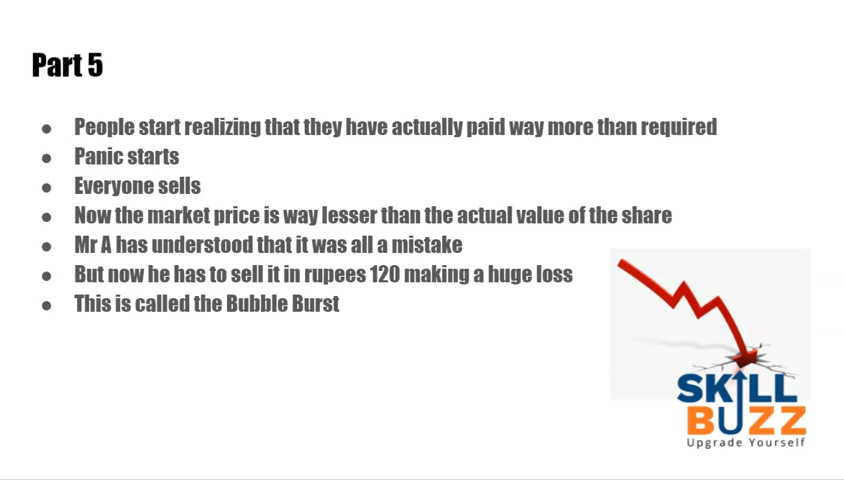 Part 5
● People start realizing that they have actually paid way more than required
● Panic starts
● Everyone sells
● Now the market price is way lesser than the actual value of the share
● Mr A has understood that it was all a mistake
● But now he has to sell it in rupees 120 making a huge loss
● This is called the Bubble Burst
SKILL
BUZZ
Upgrade Yourself